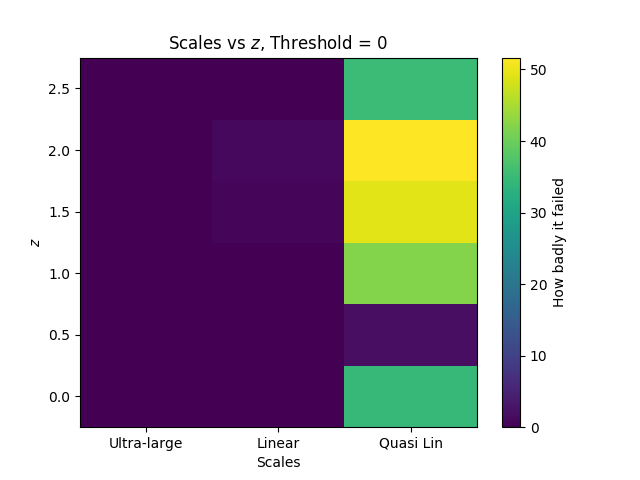 Scales vs z, Threshold = 0
2.5
2.0
1.5
1.0
0.5
0.0
z
Ultra-large
Linear
Quasi Lin
Scales
50
40
30
20
10
0
How badly it failed